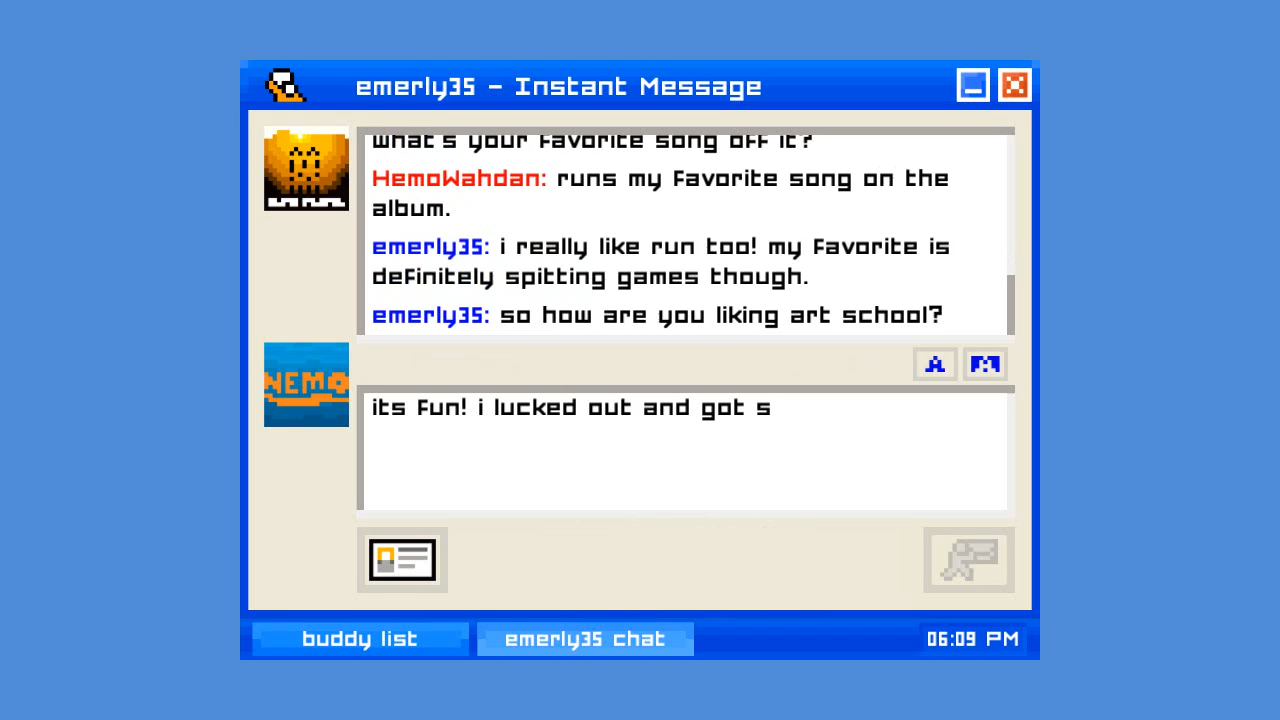 emerly35 - Instant Message
what's your favorite song off it?
HemoWahdan: runs my favorite song on the
album.
emerly35: i really like run too! my favorite is
definitely spitting games though.
emerly35: so how are you liking art school?
NEMO
A
its fun! i lucked out and got s
buddy list
emerly35 chat
06:09 PM